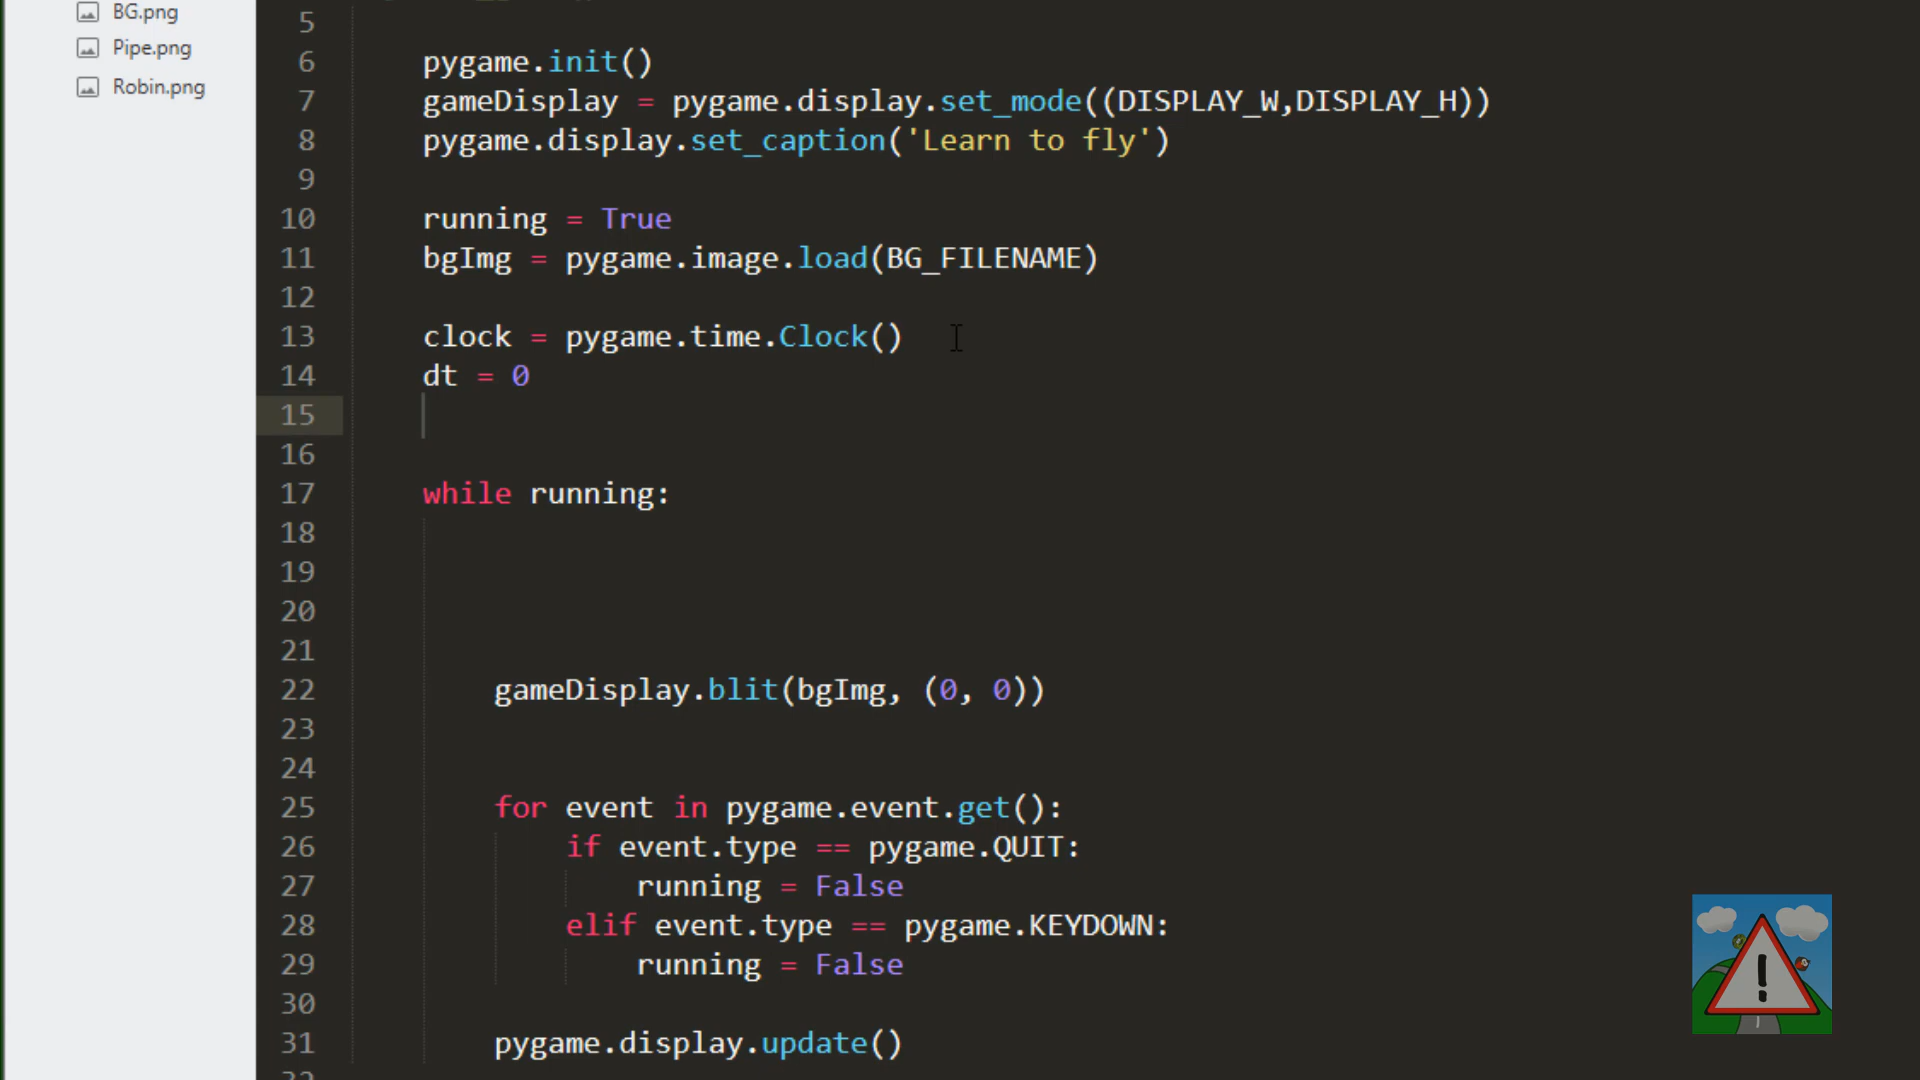 BG.png
Pipe.png
Robin.png
5
6 pygame.init()
7 gameDisplay = pygame.display.set_mode((DISPLAY_W,DISPLAY_H))
8 pygame.display.set_caption('Learn to fly')
9
10 running = True
11 bgImg = pygame.image.load(BG_FILENAME)
12
13 clock = pygame.time.Clock()
14 dt = 0
15
16
17 while running:
18
19
20
21
22 gameDisplay.blit(bgImg, (0, 0))
23
24
25 for event in pygame.event.get():
26 if event.type == pygame.QUIT:
27 running = False
28 elif event.type == pygame.KEYDOWN:
29 running = False
30
31 pygame.display.update()
!